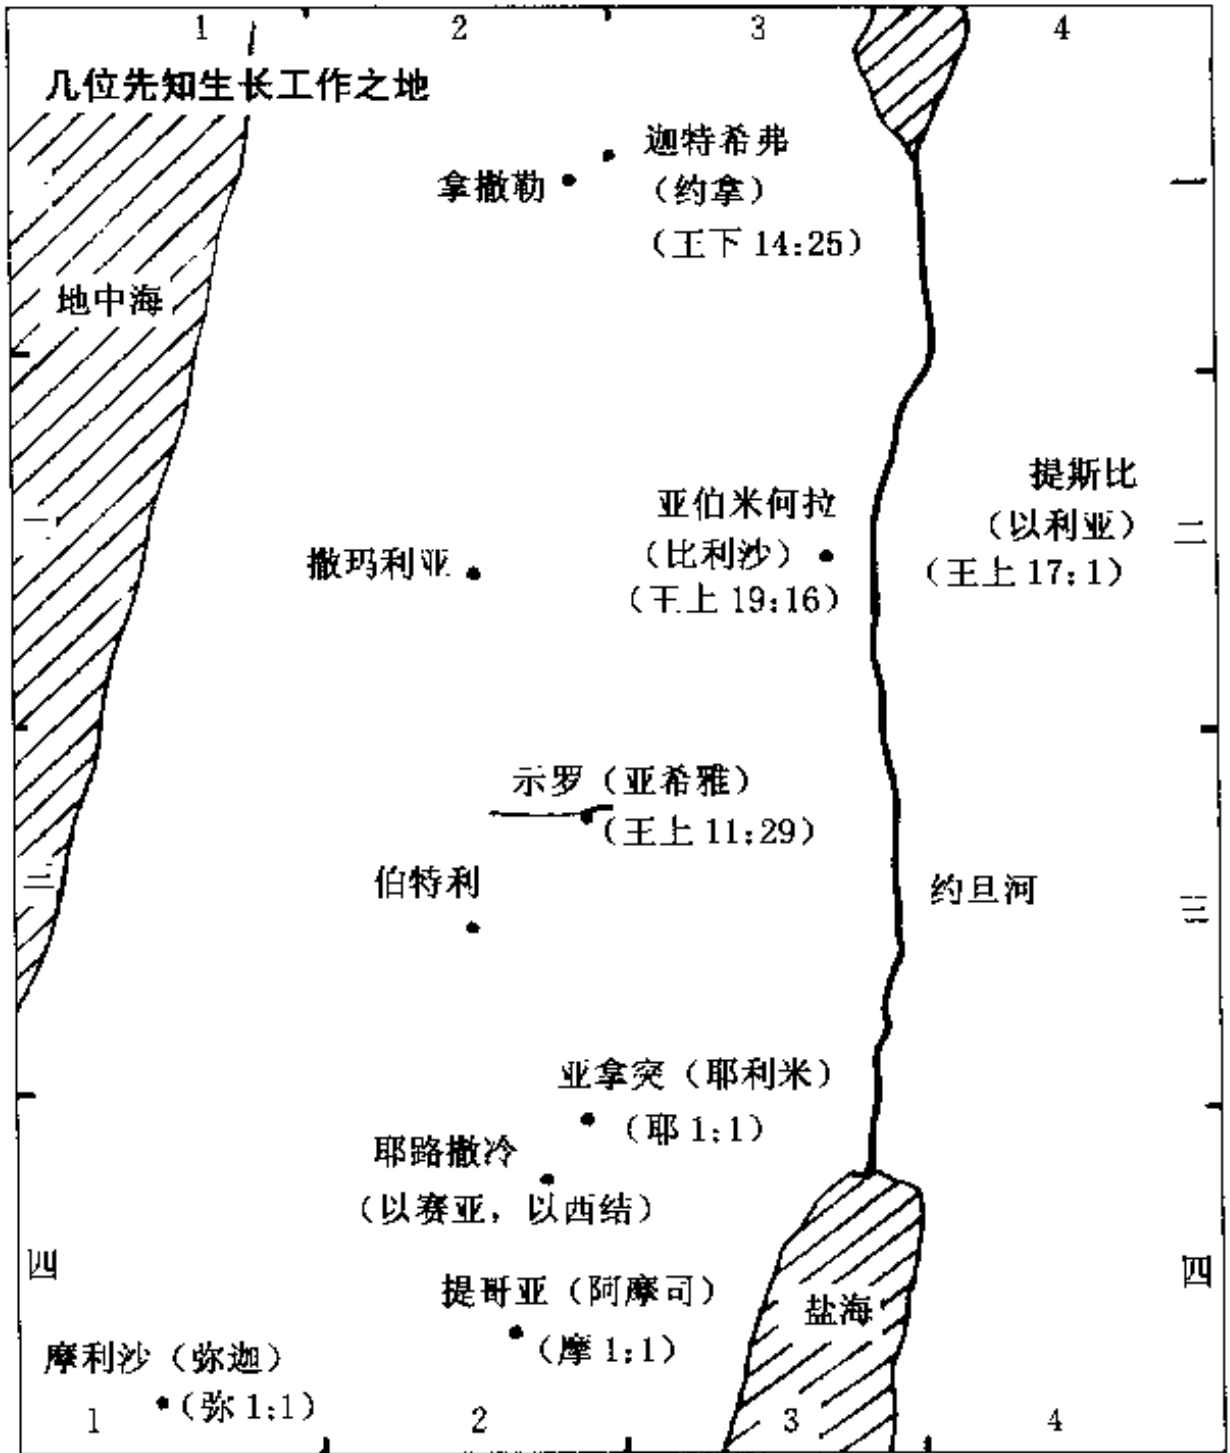 1 2 3 4
几位先知生长工作之地
迦特希弗
拿撒勒
（约拿）
（王下 14:25）
一
地中海
提斯比
亚伯米何拉
（以利亚）
二
撒玛利亚
（比利沙）
（王上 17:1）
（王上 19:16）
示罗（亚希雅）
（王上 11:29）
伯特利
三
约旦河
三
亚拿突（耶利米）
（耶 1:1）
耶路撒冷
（以赛亚，以西结）
四
四
提哥亚（阿摩司）
盐海
（摩 1:1）
摩利沙（弥迦）
（弥 1:1）
1 2 3 4